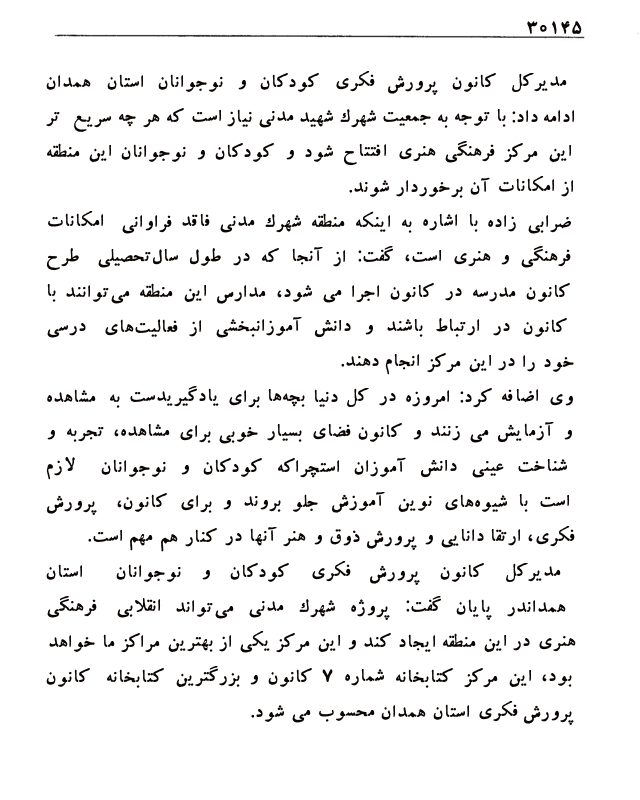 ۳۰۱۴۵
مدیرکل کانون پرورش فکری کودکان و نوجوانان استان همدان
ادامه داد: با توجه به جمعیت شهرك شهید مدنی نیاز است که هر چه سریع تر
این مرکز فرهنگی هنری افتتاح شود و کودکان و نوجوانان این منطقه
از امکانات آن برخوردار شوند.
ضرابی زاده با اشاره به اینکه منطقه شهرك مدنی فاقد فراوانی امکانات
فرهنگی و هنری است، گفت: از آنجا که در طول سال‌تحصیلی طرح
کانون مدرسه در کانون اجرا می شود، مدارس این منطقه می‌توانند با
کانون در ارتباط باشند و دانش آموزانبخشی از فعالیت‌های درسی
خود را در این مرکز انجام دهند.
وی اضافه کرد: امروزه در کل دنیا بچه‌ها برای یادگیریدست به مشاهده
و آزمایش می زنند و کانون فضای بسیار خوبی برای مشاهده، تجربه و
شناخت عینی دانش آموزان استچراکه کودکان و نوجوانان لازم
است با شیوه‌های نوین آموزش جلو بروند و برای کانون، پرورش
فکری، ارتقا دانایی و پرورش ذوق و هنر آنها در کنار هم مهم است.
مدیرکل کانون پرورش فکری کودکان و نوجوانان استان
همداندر پایان گفت: پروژه شهرك مدنی می‌تواند انقلابی فرهنگی
هنری در این منطقه ایجاد کند و این مرکز یکی از بهترین مراکز ما خواهد
بود، این مرکز کتابخانه شماره ۷ کانون و بزرگترین کتابخانه کانون
پرورش فکری استان همدان محسوب می شود.